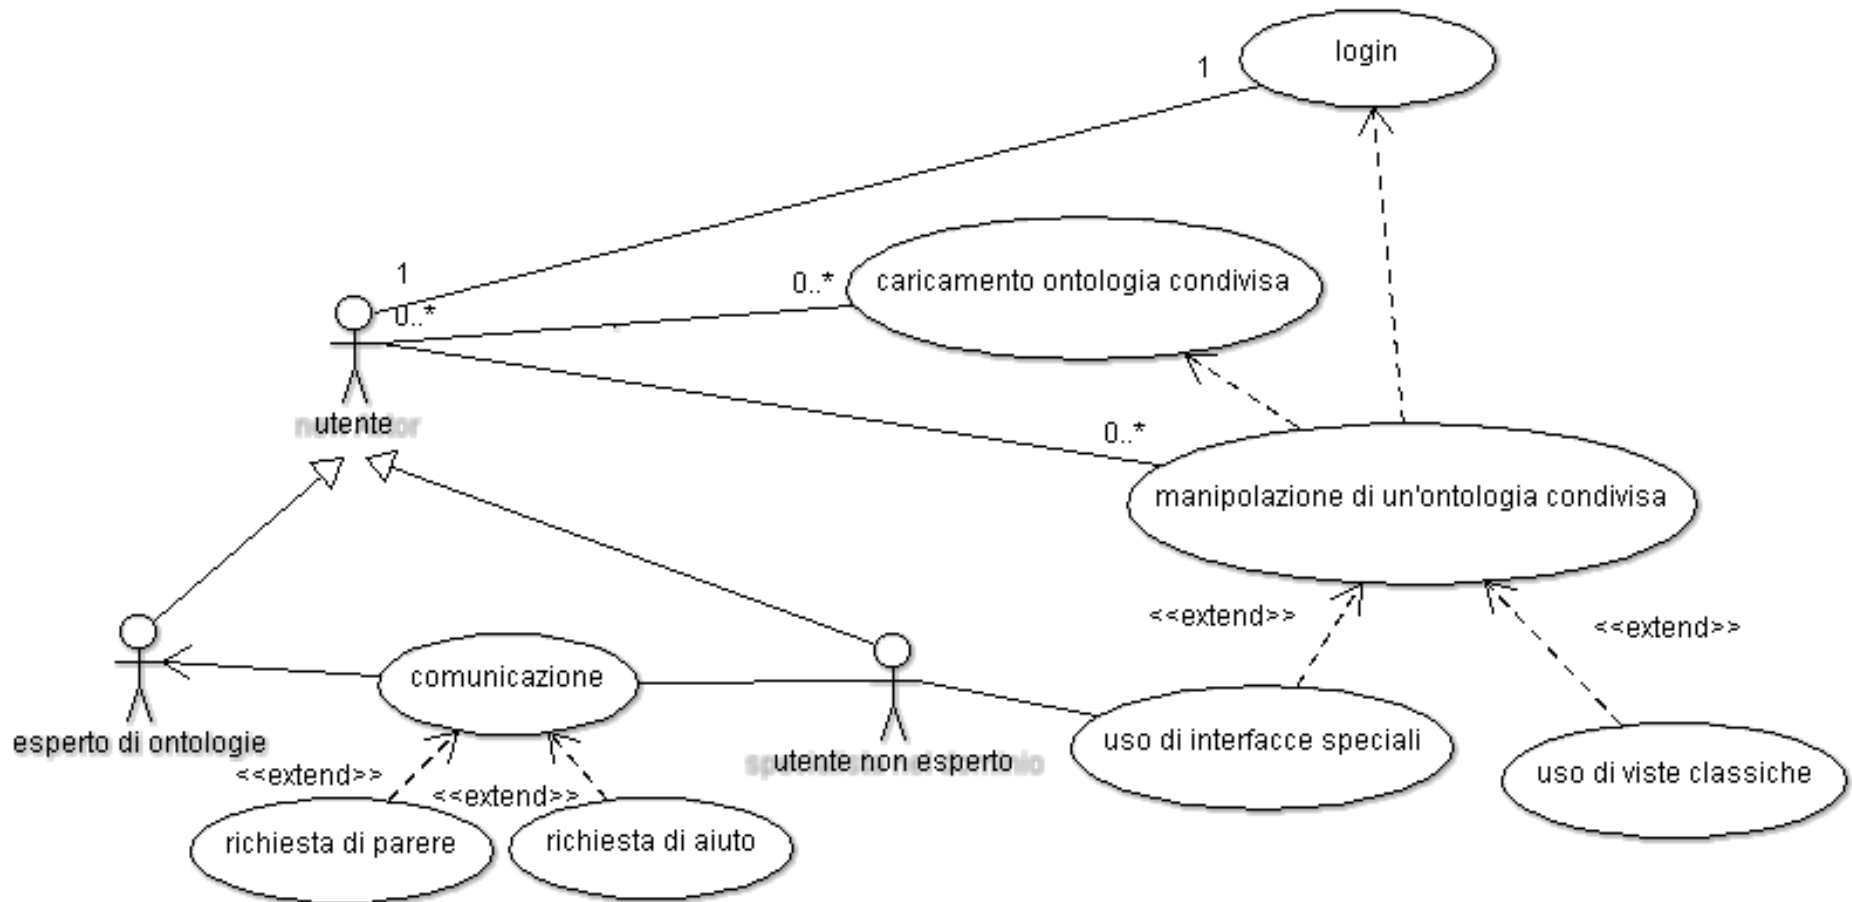 login
1
caricamento ontologia condivisa
0..*
1
0..*
utente
0..*
manipolazione di un'ontologia condivisa
<<extend>>
<<extend>>
comunicazione
esperto di ontologie
utente non esperto
uso di interfacce speciali
uso di viste classiche
<<extend>>
<<extend>>
richiesta di parere
richiesta di aiuto